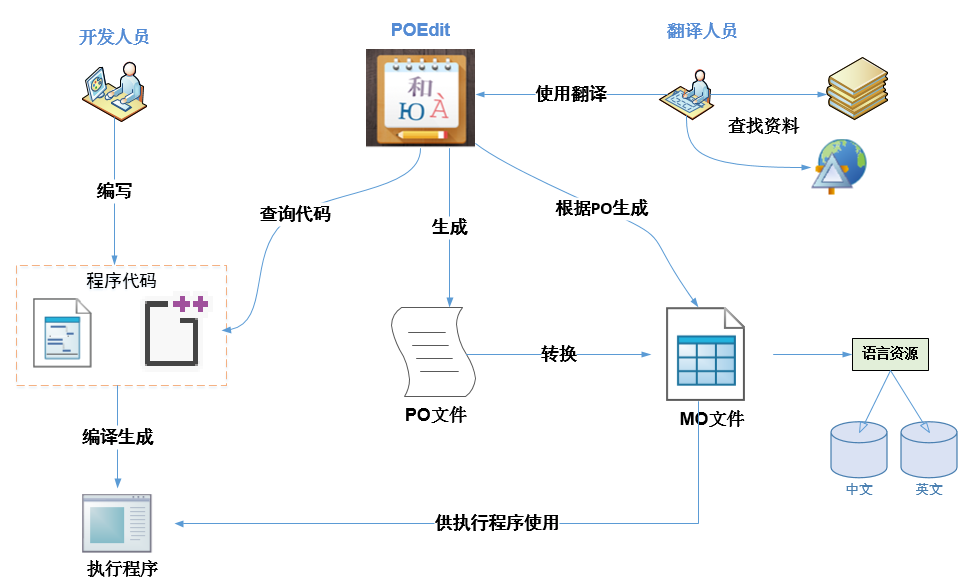 开发人员
POEdit
翻译人员
和
Ю À
使用翻译
查找资料
编写
查询代码
生成
根据PO生成
程序代码
++
转换
语言资源
PO文件
MO文件
编译生成
中文
英文
供执行程序使用
执行程序